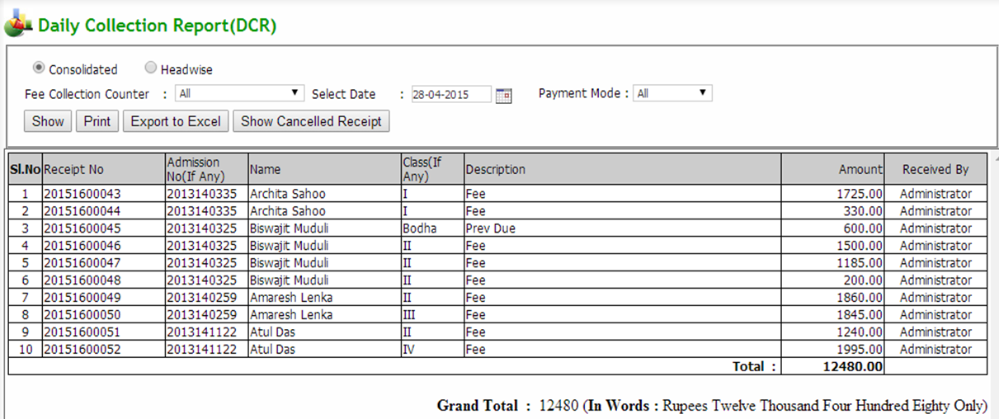 Daily Collection Report(DCR)
Consolidated Headwise
Fee Collection Counter : All Select Date : 28-04-2015 Payment Mode : All
Show Print Export to Excel Show Cancelled Receipt
Sl.No Receipt No Admission No(If Any) Name Class(If Any) Description Amount Received By
1 20151600043 2013140335 Archita Sahoo I Fee 1725.00 Administrator
2 20151600044 2013140335 Archita Sahoo I Fee 330.00 Administrator
3 20151600045 2013140325 Biswajit Muduli Bodha Prev Due 600.00 Administrator
4 20151600046 2013140325 Biswajit Muduli II Fee 1500.00 Administrator
5 20151600047 2013140325 Biswajit Muduli II Fee 1185.00 Administrator
6 20151600048 2013140325 Biswajit Muduli II Fee 200.00 Administrator
7 20151600049 2013140259 Amaresh Lenka II Fee 1860.00 Administrator
8 20151600050 2013140259 Amaresh Lenka III Fee 1845.00 Administrator
9 20151600051 2013141122 Atul Das II Fee 1240.00 Administrator
10 20151600052 2013141122 Atul Das IV Fee 1995.00 Administrator
Total : 12480.00
Grand Total : 12480 (In Words : Rupees Twelve Thousand Four Hundred Eighty Only)